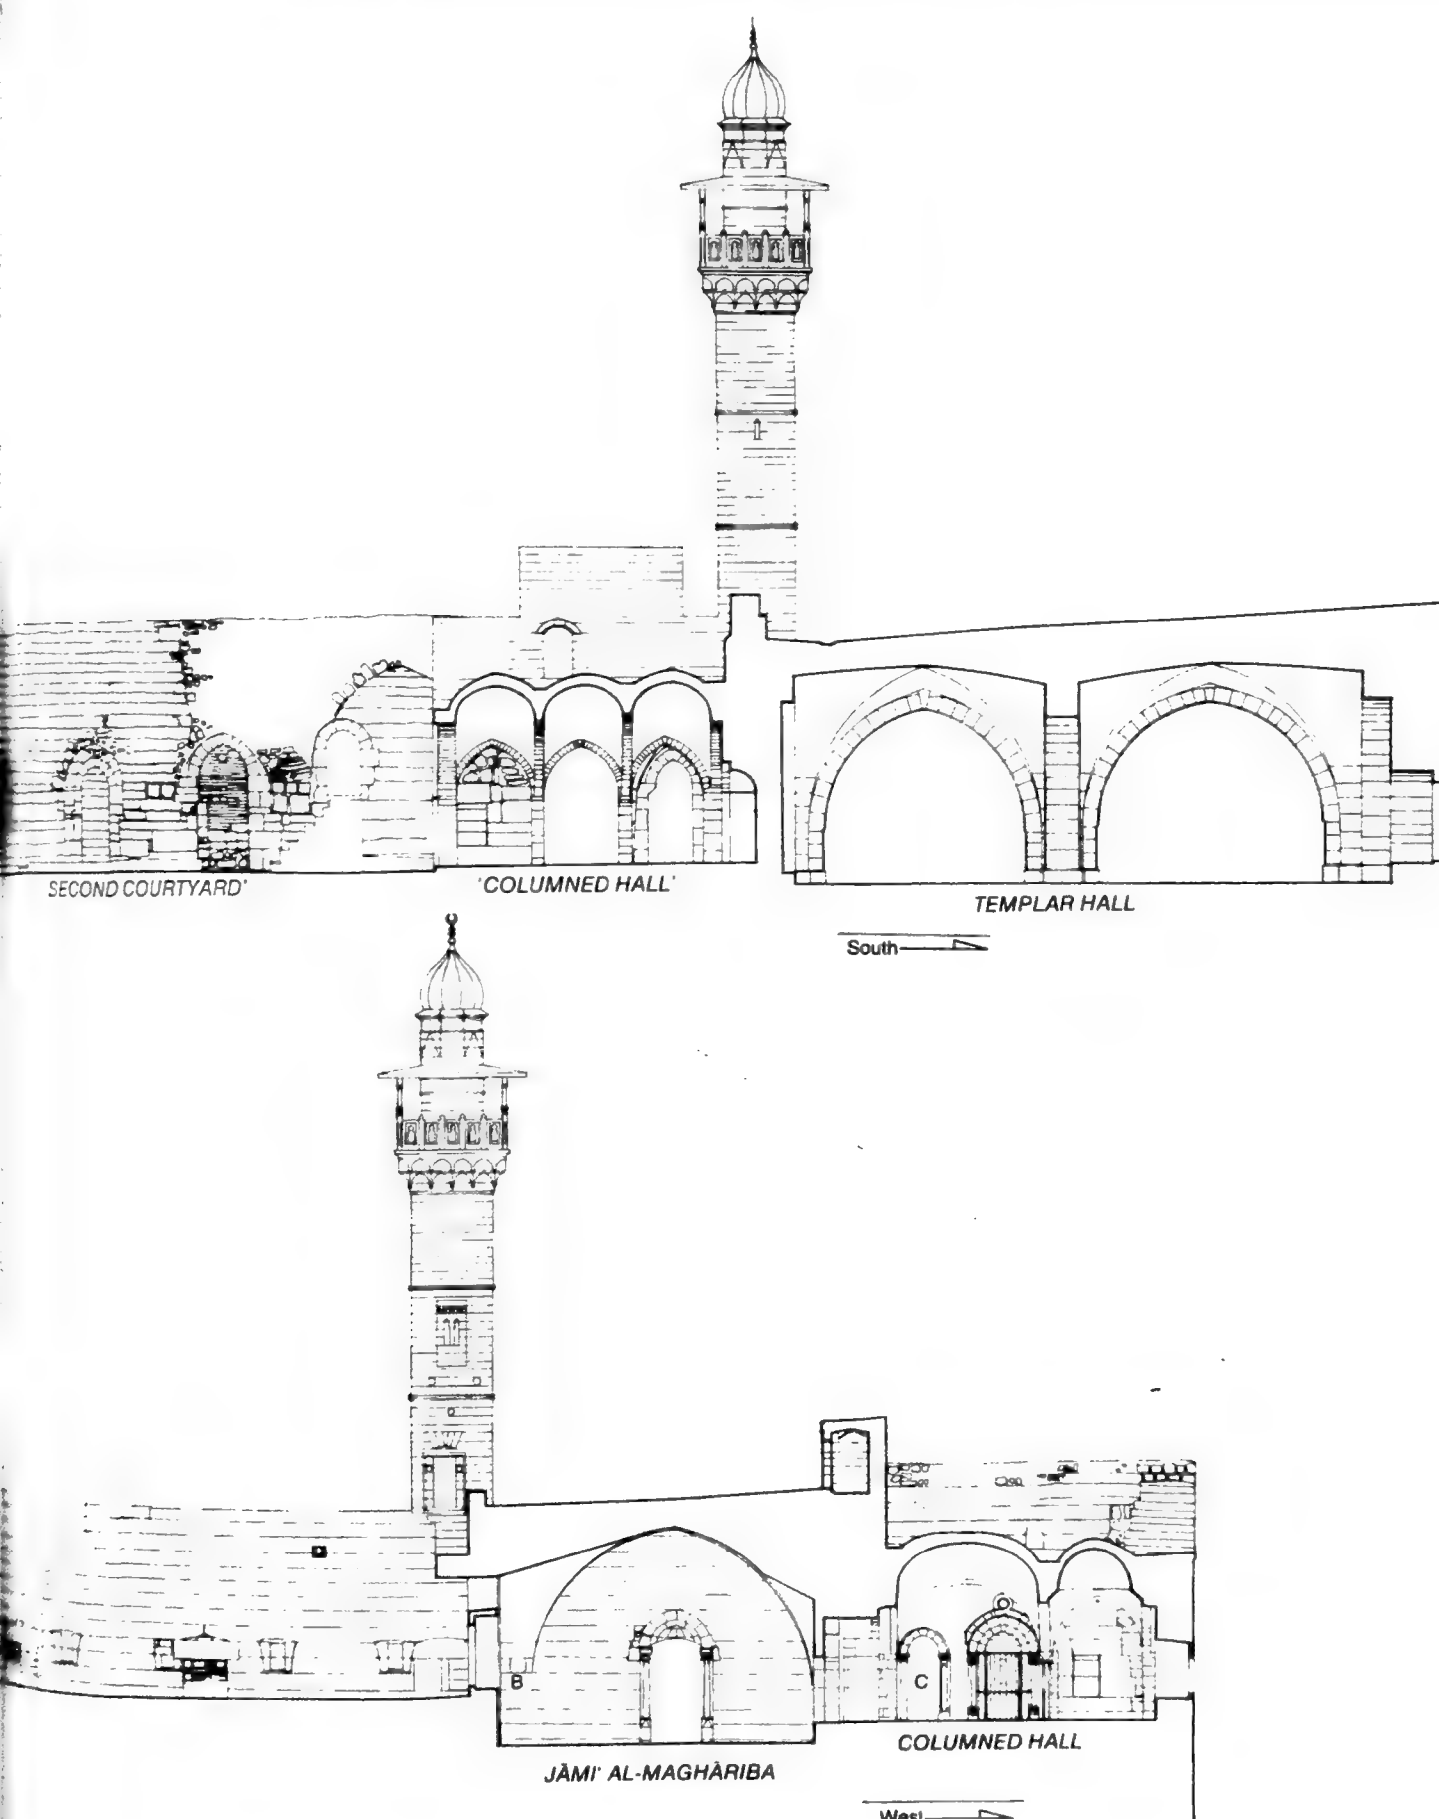 SECOND COURTYARD'
'COLUMNED HALL'
TEMPLAR HALL
South
B
C
COLUMNED HALL
JĀMI' AL-MAGHĀRIBA
West